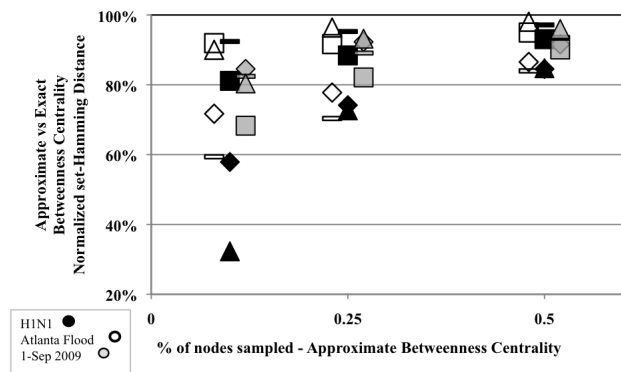 100%
80%
60%
40%
20%
Approximate vs Exact
Betweenness Centrality
Normalized set-Hamming Distance
0
0.25
0.5
% of nodes sampled - Approximate Betweenness Centrality
H1N1
Atlanta Flood
1-Sep 2009